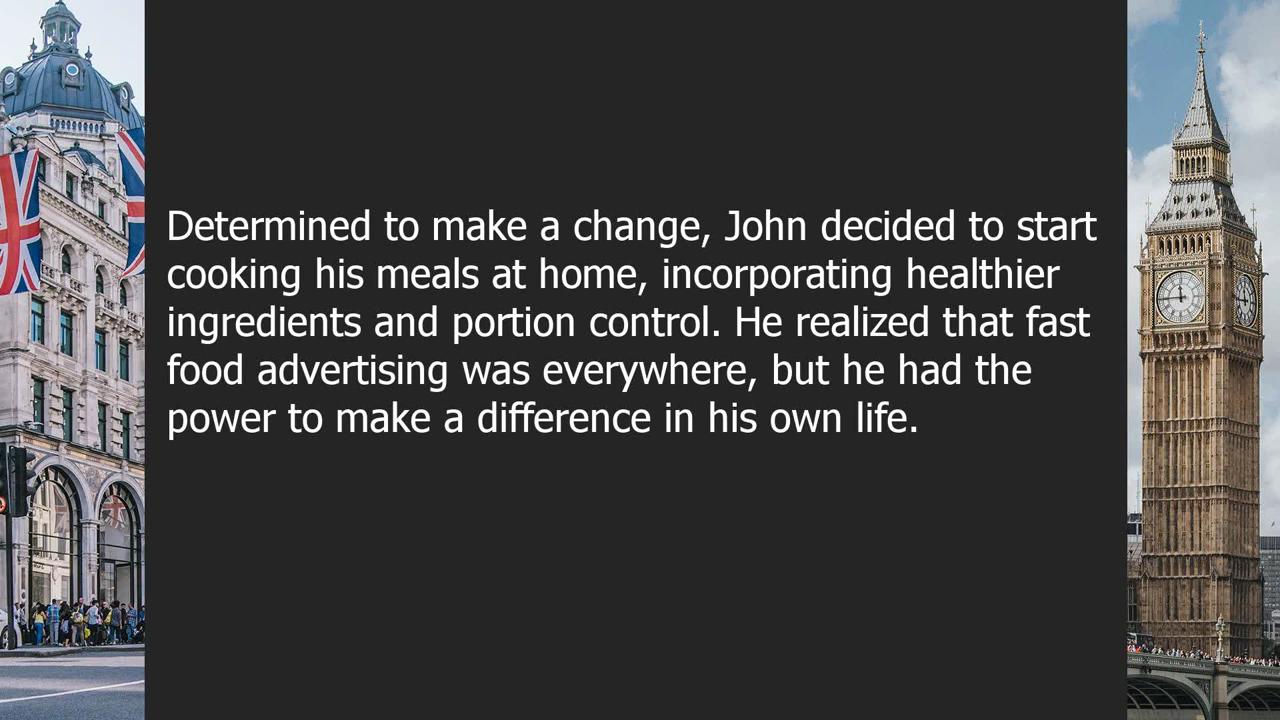 Determined to make a change, John decided to start
cooking his meals at home, incorporating healthier
ingredients and portion control. He realized that fast
food advertising was everywhere, but he had the
power to make a difference in his own life.